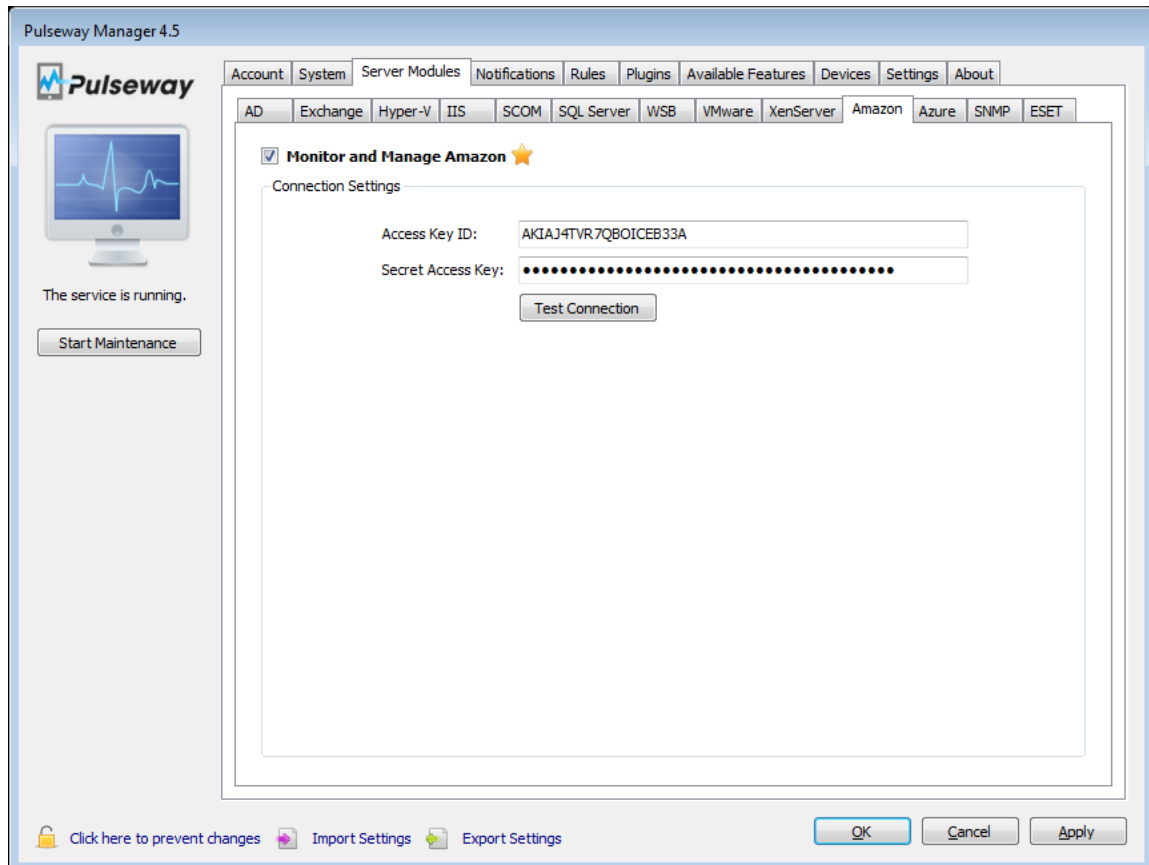 Pulseway Manager 4.5
Pulseway
Account System Server Modules Notifications Rules Plugins Available Features Devices Settings About
AD Exchange Hyper-V IIS SCOM SQL Server WSB VMware XenServer Amazon Azure SNMP ESET
Monitor and Manage Amazon
Connection Settings
Access Key ID: AKIAJ4TVR7QBOICEB33A
Secret Access Key: ••••••••••••••••••••••••••••••••••••••••
Test Connection
The service is running.
Start Maintenance
Click here to prevent changes Import Settings Export Settings OK Cancel Apply